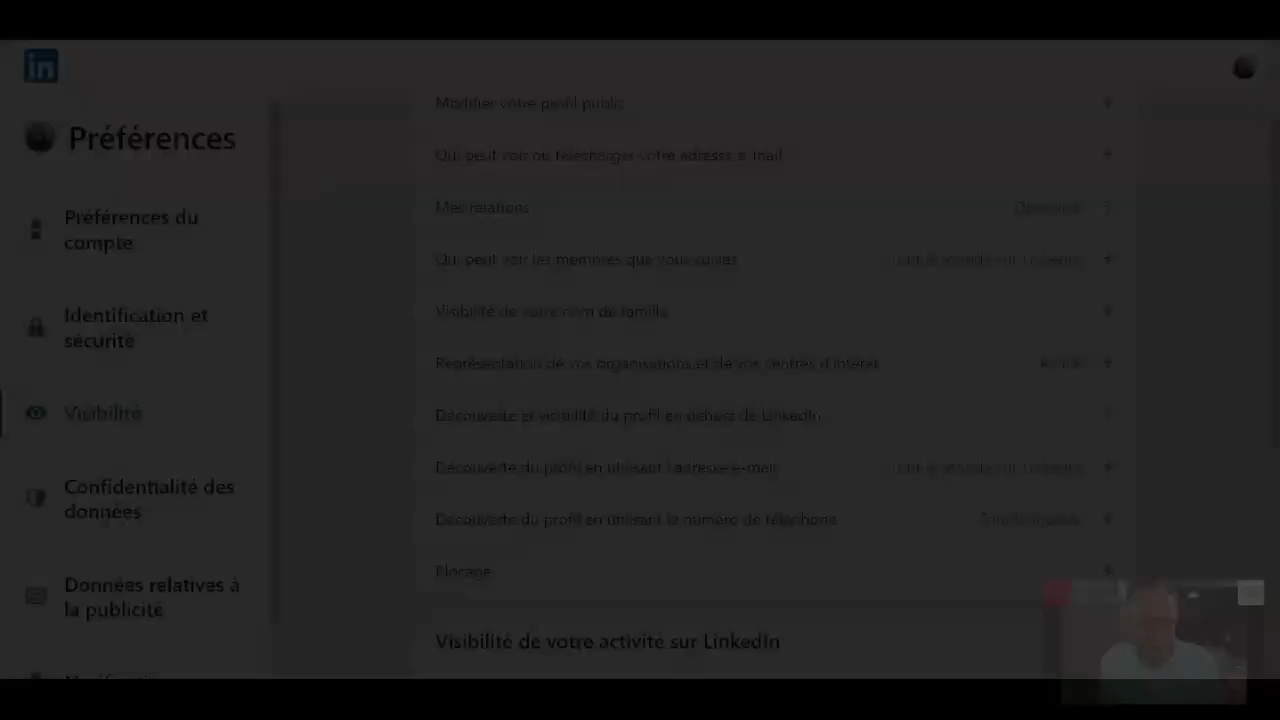 in
Modifier votre profil public
Préférences
Qui peut voir ou télécharger votre adresse e-mail
Préférences du
compte
Mes relations
Qui peut voir les membres que vous suivez
Visibilité de votre nom de famille
Identification et
sécurité
Représentation de vos organisations et de vos centres d'intérêt
Visibilité
Découverte et visibilité du profil en dehors de LinkedIn
Découverte du profil en utilisant l'adresse e-mail
Confidentialité des
données
Découverte du profil en utilisant le numéro de téléphone
Blocage
Données relatives à
la publicité
Visibilité de votre activité sur LinkedIn